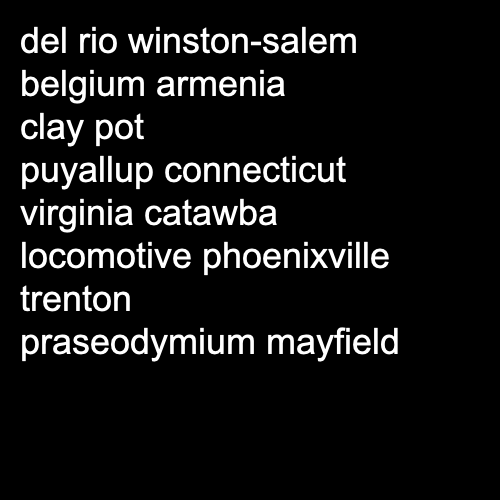 del rio winston-salem
belgium armenia
clay pot
puyallup connecticut
virginia catawba
locomotive phoenixville
trenton
praseodymium mayfield